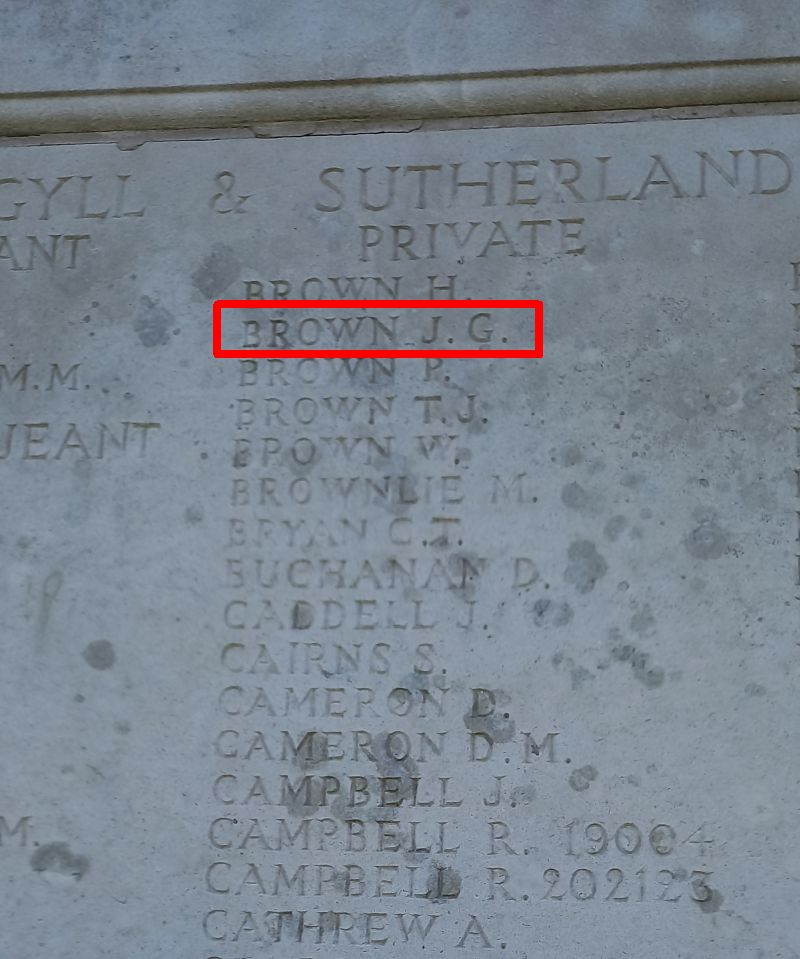 GYLL & SUTHERLAND
ANT
PRIVATE
BROWN H.
BROWN J. G.
M.M.
BROWN P.
BROWN T.J.
JEANT
BROWN W.
BROWNLIE M.
BRYAN C.T.
BUCHANAN D.
CADDELL J.
CAIRNS S.
CAMERON D.
CAMERON D.M.
CAMPBELL J.
M.
CAMPBELL R. 19004
CAMPBELL R. 202123
CATHREW A.